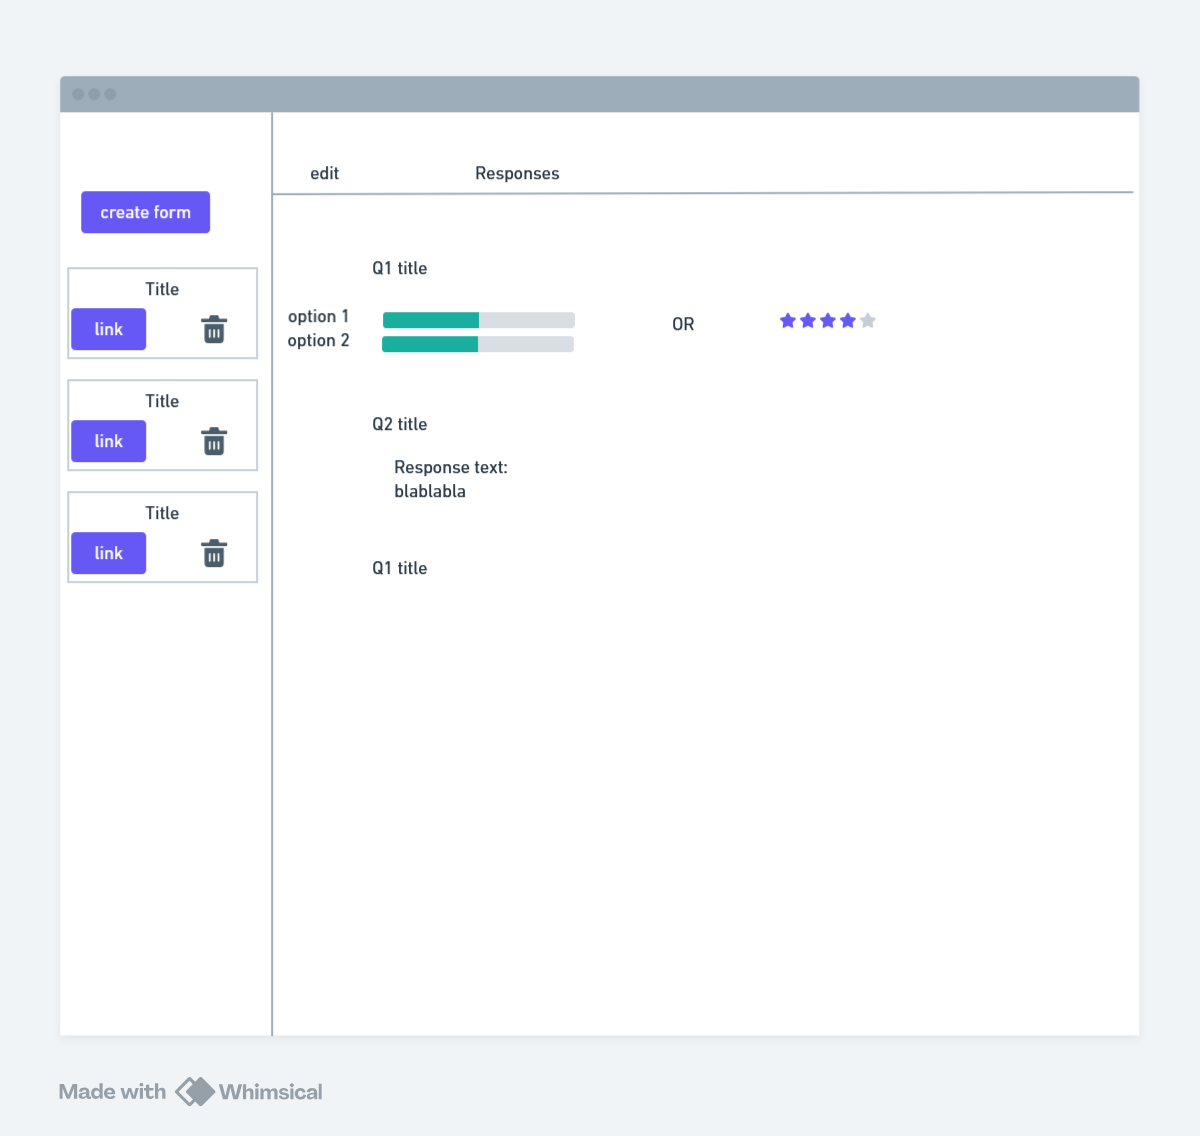 edit
Responses
create form
Title
link
Title
link
Title
link
Q1 title
option 1
option 2
OR
Q2 title
Response text:
blablabla
Q1 title
Made with Whimsical